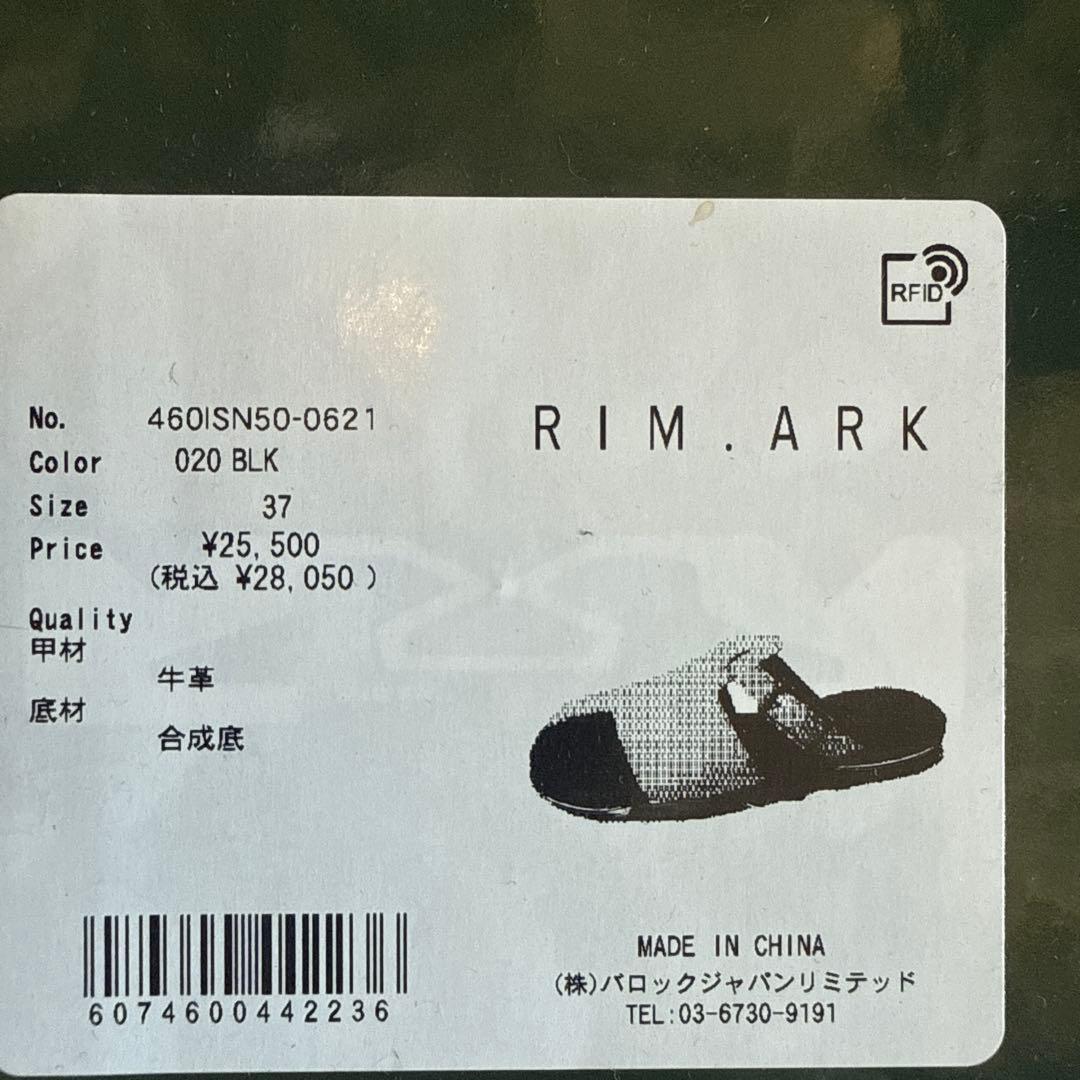 RFID
No. 460ISN50-0621
Color 020 BLK
Size 37
Price ¥25,500
(税込 ¥28,050 )
Quality
甲材
牛革
底材
合成底
RIM.ARK
6074600442236
MADE IN CHINA
(株)バロックジャパンリミテッド
TEL:03-6730-9191